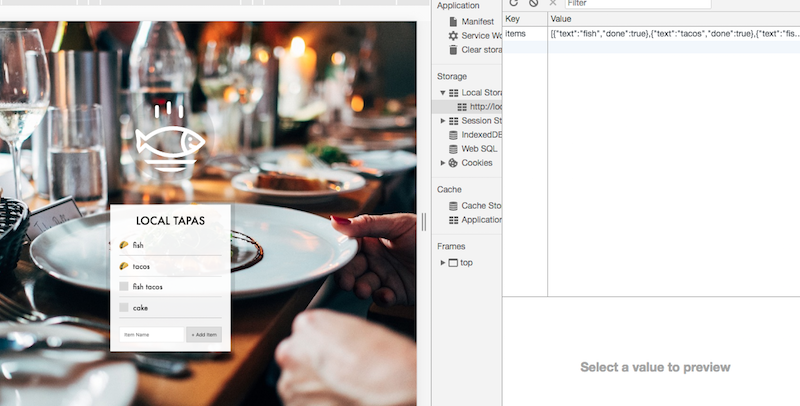 LOCAL TAPAS
fish
tacos
fish tacos
cake
Item Name
+ Add Item
Application
Manifest
Service Wo
Clear stora
Storage
Local Stora
http://loc
Session St
IndexedDB
Web SQL
Cookies
Cache
Cache Sto
Application
Frames
top
Filter
Key Value
items [{"text":"fish","done":true},{"text":"tacos","done":true},{"text":"fis...
Select a value to preview